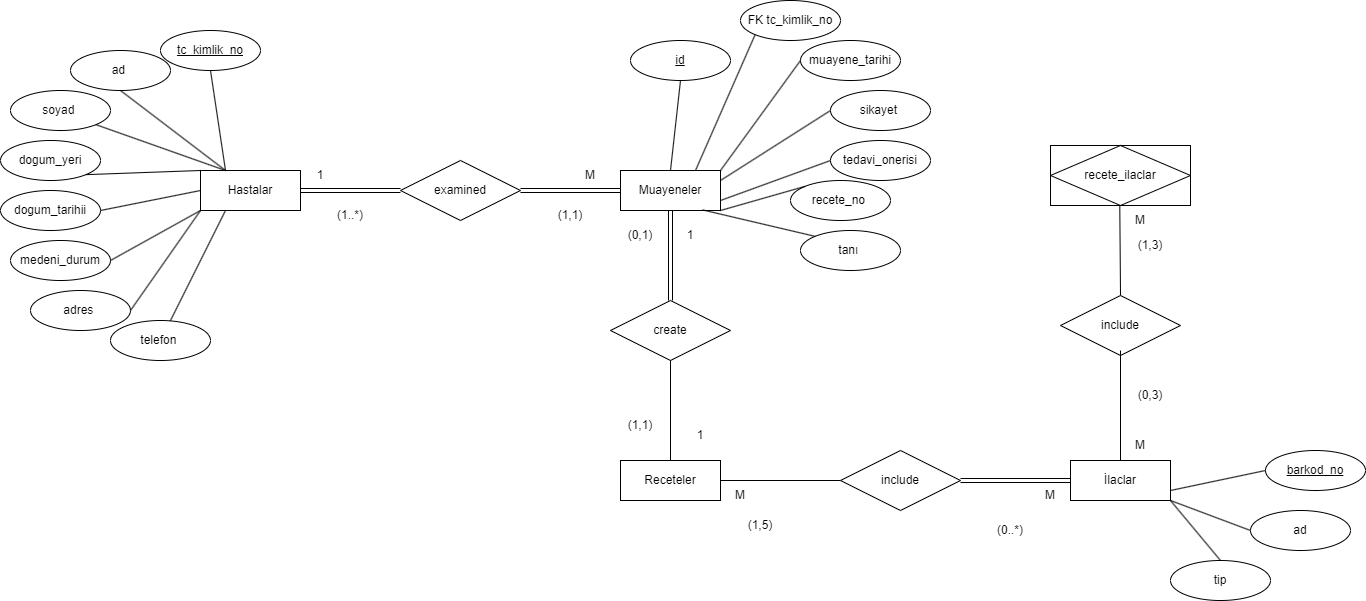 FK tc_kimlik_no
tc_kimlik_no
id
muayene_tarihi
ad
soyad
sikayet
dogum_yeri
tedavi_onerisi
recete_ilaclar
1
M
Hastalar
examined
Muayeneler
recete_no
dogum_tarihii
(1..*)
(1,1)
M
(0,1)
1
(1,3)
tanı
medeni_durum
adres
create
include
telefon
(0,3)
(1,1)
1
M
barkod_no
Receteler
include
İlaclar
M
M
(1,5)
(0..*)
ad
tip